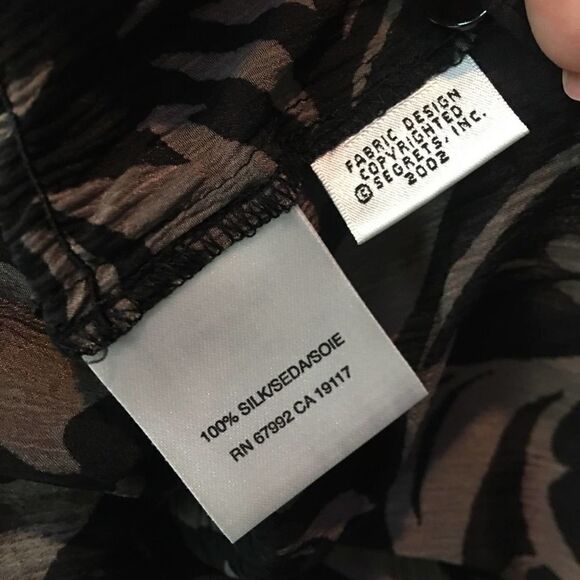 FABRIC DESIGN
COPYRIGHTED
© SEGRETS, INC.
2002
100% SILK/SEDA/SOIE
RN 67992 CA 19117